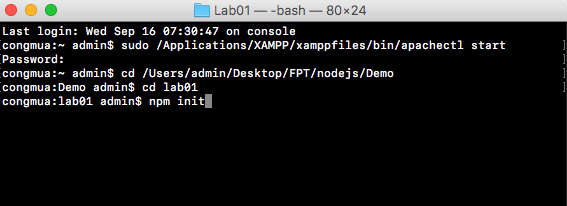 Lab01 — -bash — 80×24
Last login: Wed Sep 16 07:30:47 on console
[congmua:~ admin$ sudo /Applications/XAMPP/xamppfiles/bin/apachectl start ]
Password:
[congmua:~ admin$ cd /Users/admin/Desktop/FPT/nodejs/Demo ]
[congmua:Demo admin$ cd lab01 ]
congmua:lab01 admin$ npm init